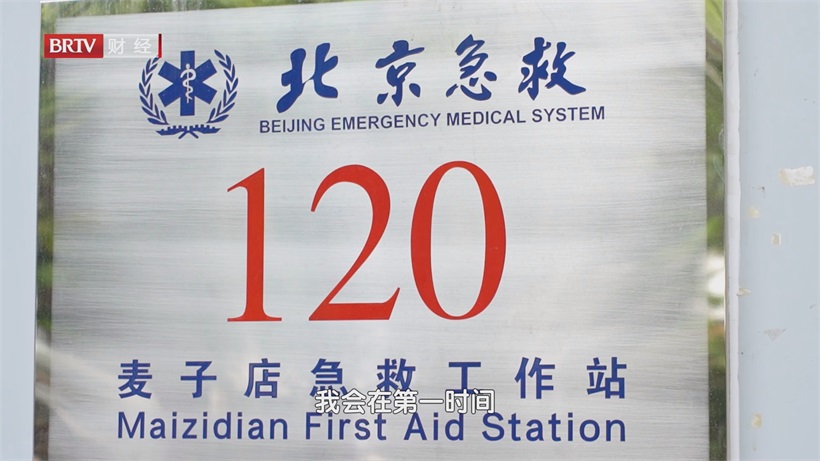 BRTV 财经
北京急救
BEIJING EMERGENCY MEDICAL SYSTEM
120
麦子店急救工作站
我会在第一时间
Maizidian First Aid Station